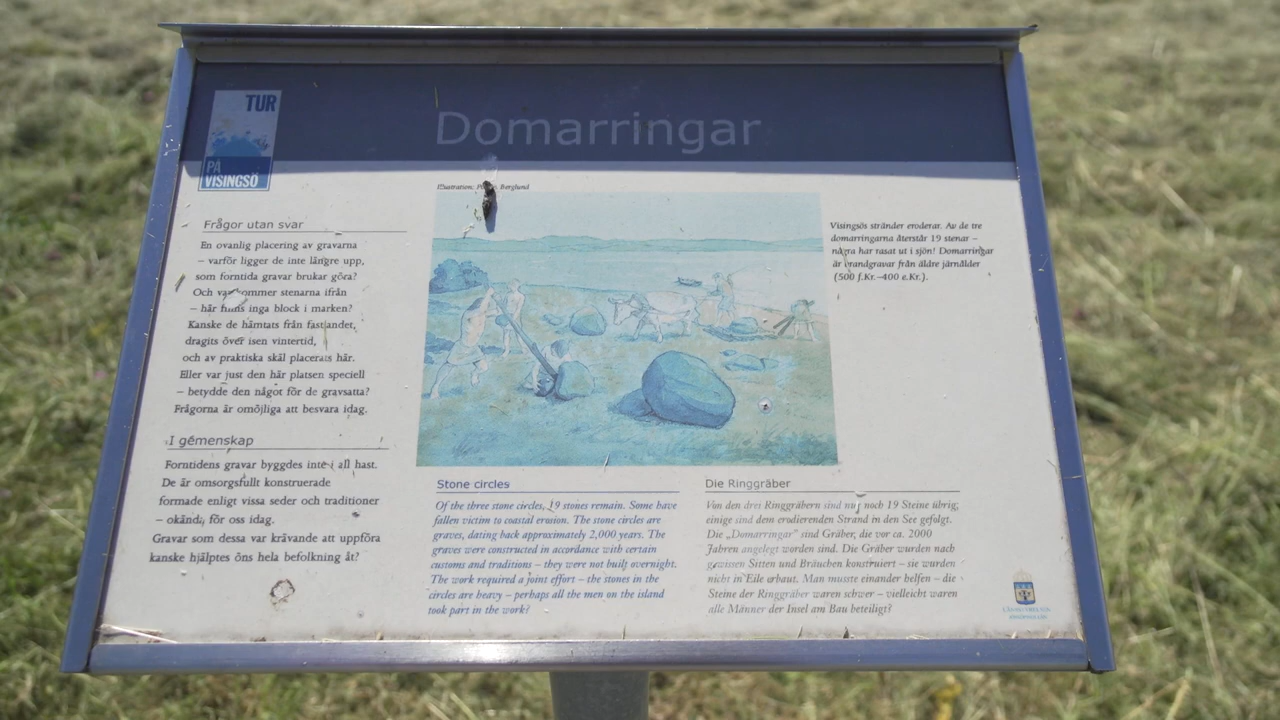 TUR
PÅ
VISINGSÖ
Domarringar
Illustration: Berglund
Frågor utan svar
En ovanlig placering av gravarna
– varför ligger de inte längre upp,
som forntida gravar brukar göra?
Och var kommer stenarna ifrån
– här finns inga block i marken?
Kanske de hämtats från fastlandet,
dragits över isen vintertid,
och av praktiska skäl placerats här.
Eller var just den här platsen speciell
– betydde den något för de gravsatta?
Frågorna är omöjliga att besvara idag.
I gemenskap
Forntidens gravar byggdes inte i all hast.
De är omsorgsfullt konstruerade
formade enligt vissa seder och traditioner
– okända för oss idag.
Gravar som dessa var krävande att uppföra
kanske hjälptes öns hela befolkning åt?
Visingsös stränder eroderar. Av de tre
domarringarna återstår 19 stenar –
några har rasat ut i sjön! Domarringar
är brandgravar från äldre järnålder
(500 f.Kr.–400 e.Kr.).
Stone circles
Of the three stone circles, 19 stones remain. Some have
fallen victim to coastal erosion. The stone circles are
graves, dating back approximately 2,000 years. The
graves were constructed in accordance with certain
customs and traditions – they were not built overnight.
The work required a joint effort – the stones in the
circles are heavy – perhaps all the men on the island
took part in the work?
Die Ringgräber
Von den drei Ringgräbern sind nur noch 19 Steine übrig,
einige sind dem erodierenden Strand in den See gefolgt.
Die „Domarringar" sind Gräber, die vor ca. 2000
Jahren angelegt worden sind. Die Gräber wurden nach
gewissen Sitten und Bräuchen konstruiert – sie wurden
nicht in Eile erbaut. Man musste einander helfen – die
Steine der Ringgräber waren schwer – vielleicht waren
alle Männer der Insel am Bau beteiligt?